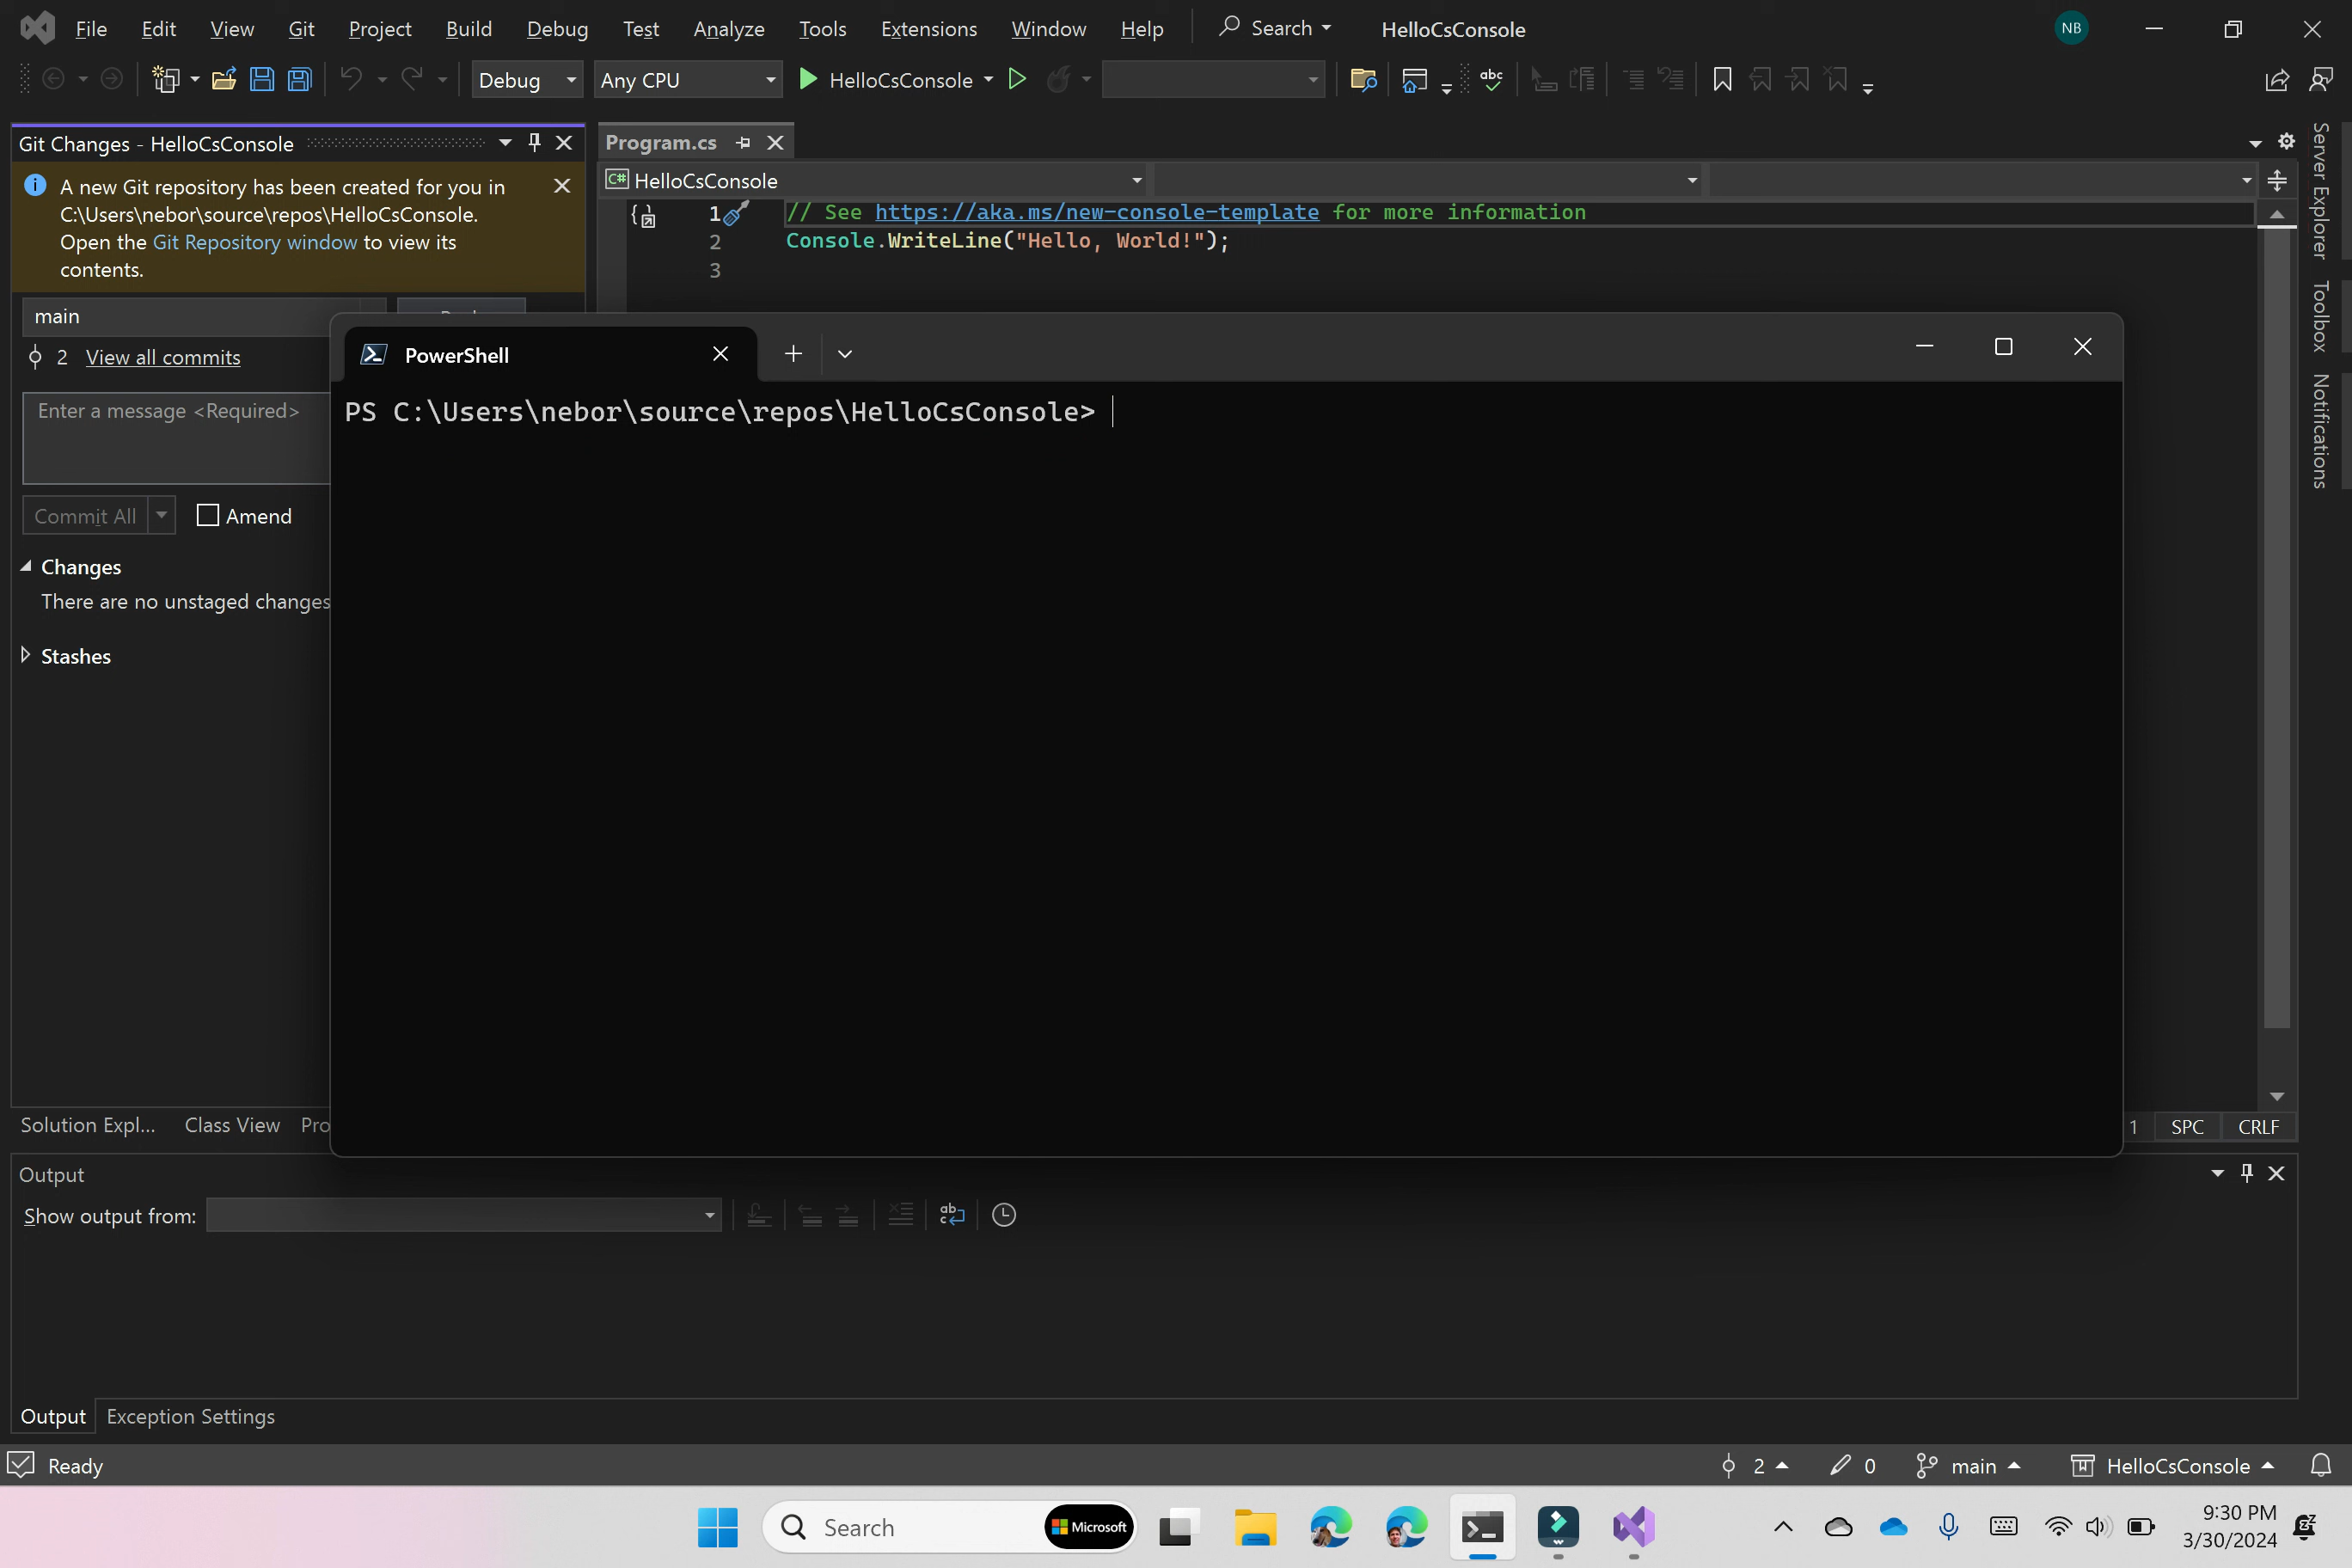 File Edit View Git Project Build Debug Test Analyze Tools Extensions Window Help Search HelloCsConsole NB
Debug Any CPU HelloCsConsole abc
Git Changes - HelloCsConsole
A new Git repository has been created for you in
C:\Users\nebor\source\repos\HelloCsConsole.
Open the Git Repository window to view its
contents.
main
2 View all commits
Enter a message <Required>
Commit All Amend
Changes
There are no unstaged changes
Stashes
Solution Expl... Class View Pro
Program.cs
C# HelloCsConsole
1 // See https://aka.ms/new-console-template for more information
2 Console.WriteLine("Hello, World!");
3
PowerShell
PS C:\Users\nebor\source\repos\HelloCsConsole>
1 SPC CRLF
Server Explorer
Toolbox
Notifications
Output
Show output from:
Output Exception Settings
Ready 2 0 main HelloCsConsole
Search Microsoft
9:30 PM
3/30/2024